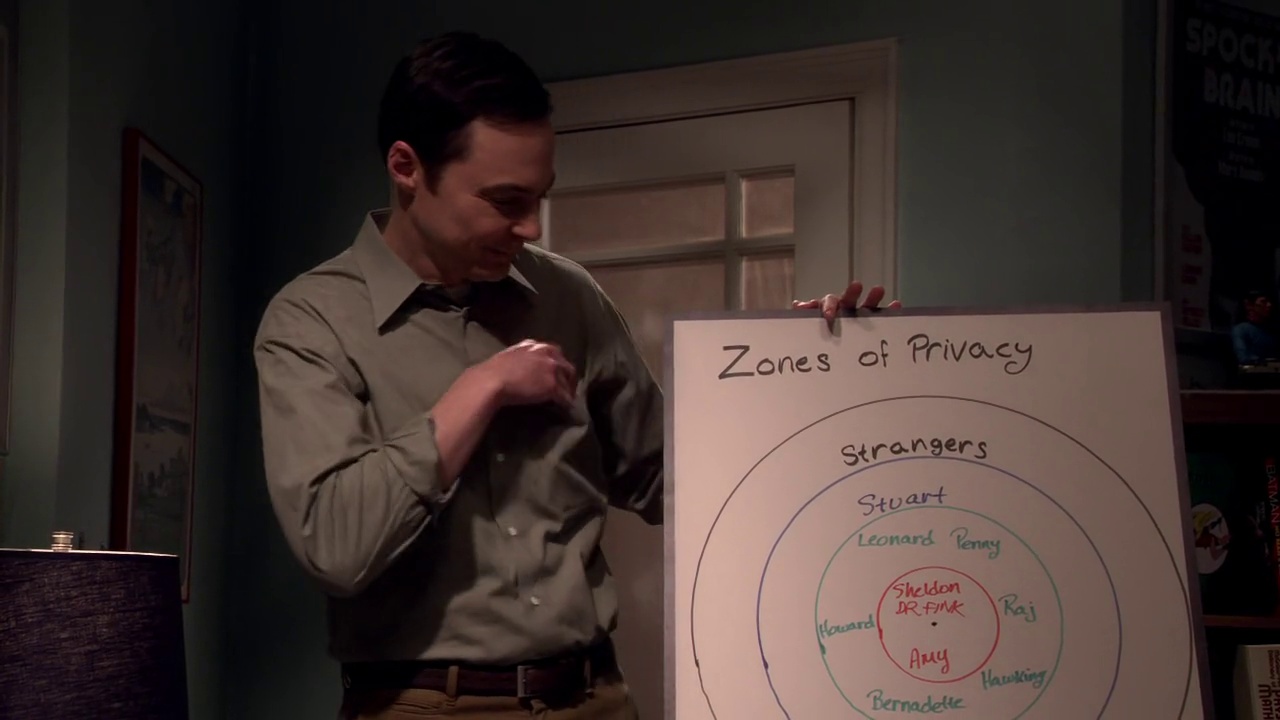 SPOCK
BRAIN
Zones of Privacy
Strangers
Stuart
Leonard Penny
Sheldon
DR FINK
Raj
Howard
Amy
Hawking
Bernadette